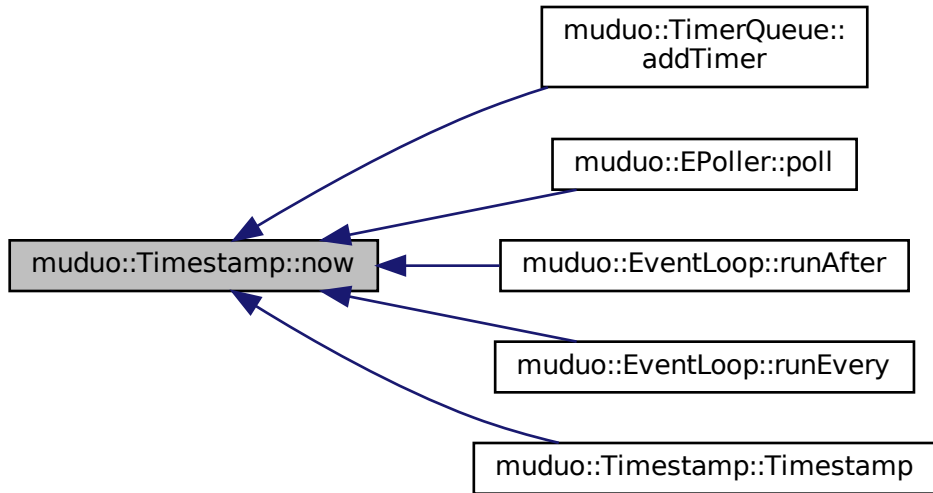 muduo::TimerQueue::
addTimer
muduo::EPoller::poll
muduo::Timestamp::now
muduo::EventLoop::runAfter
muduo::EventLoop::runEvery
muduo::Timestamp::Timestamp